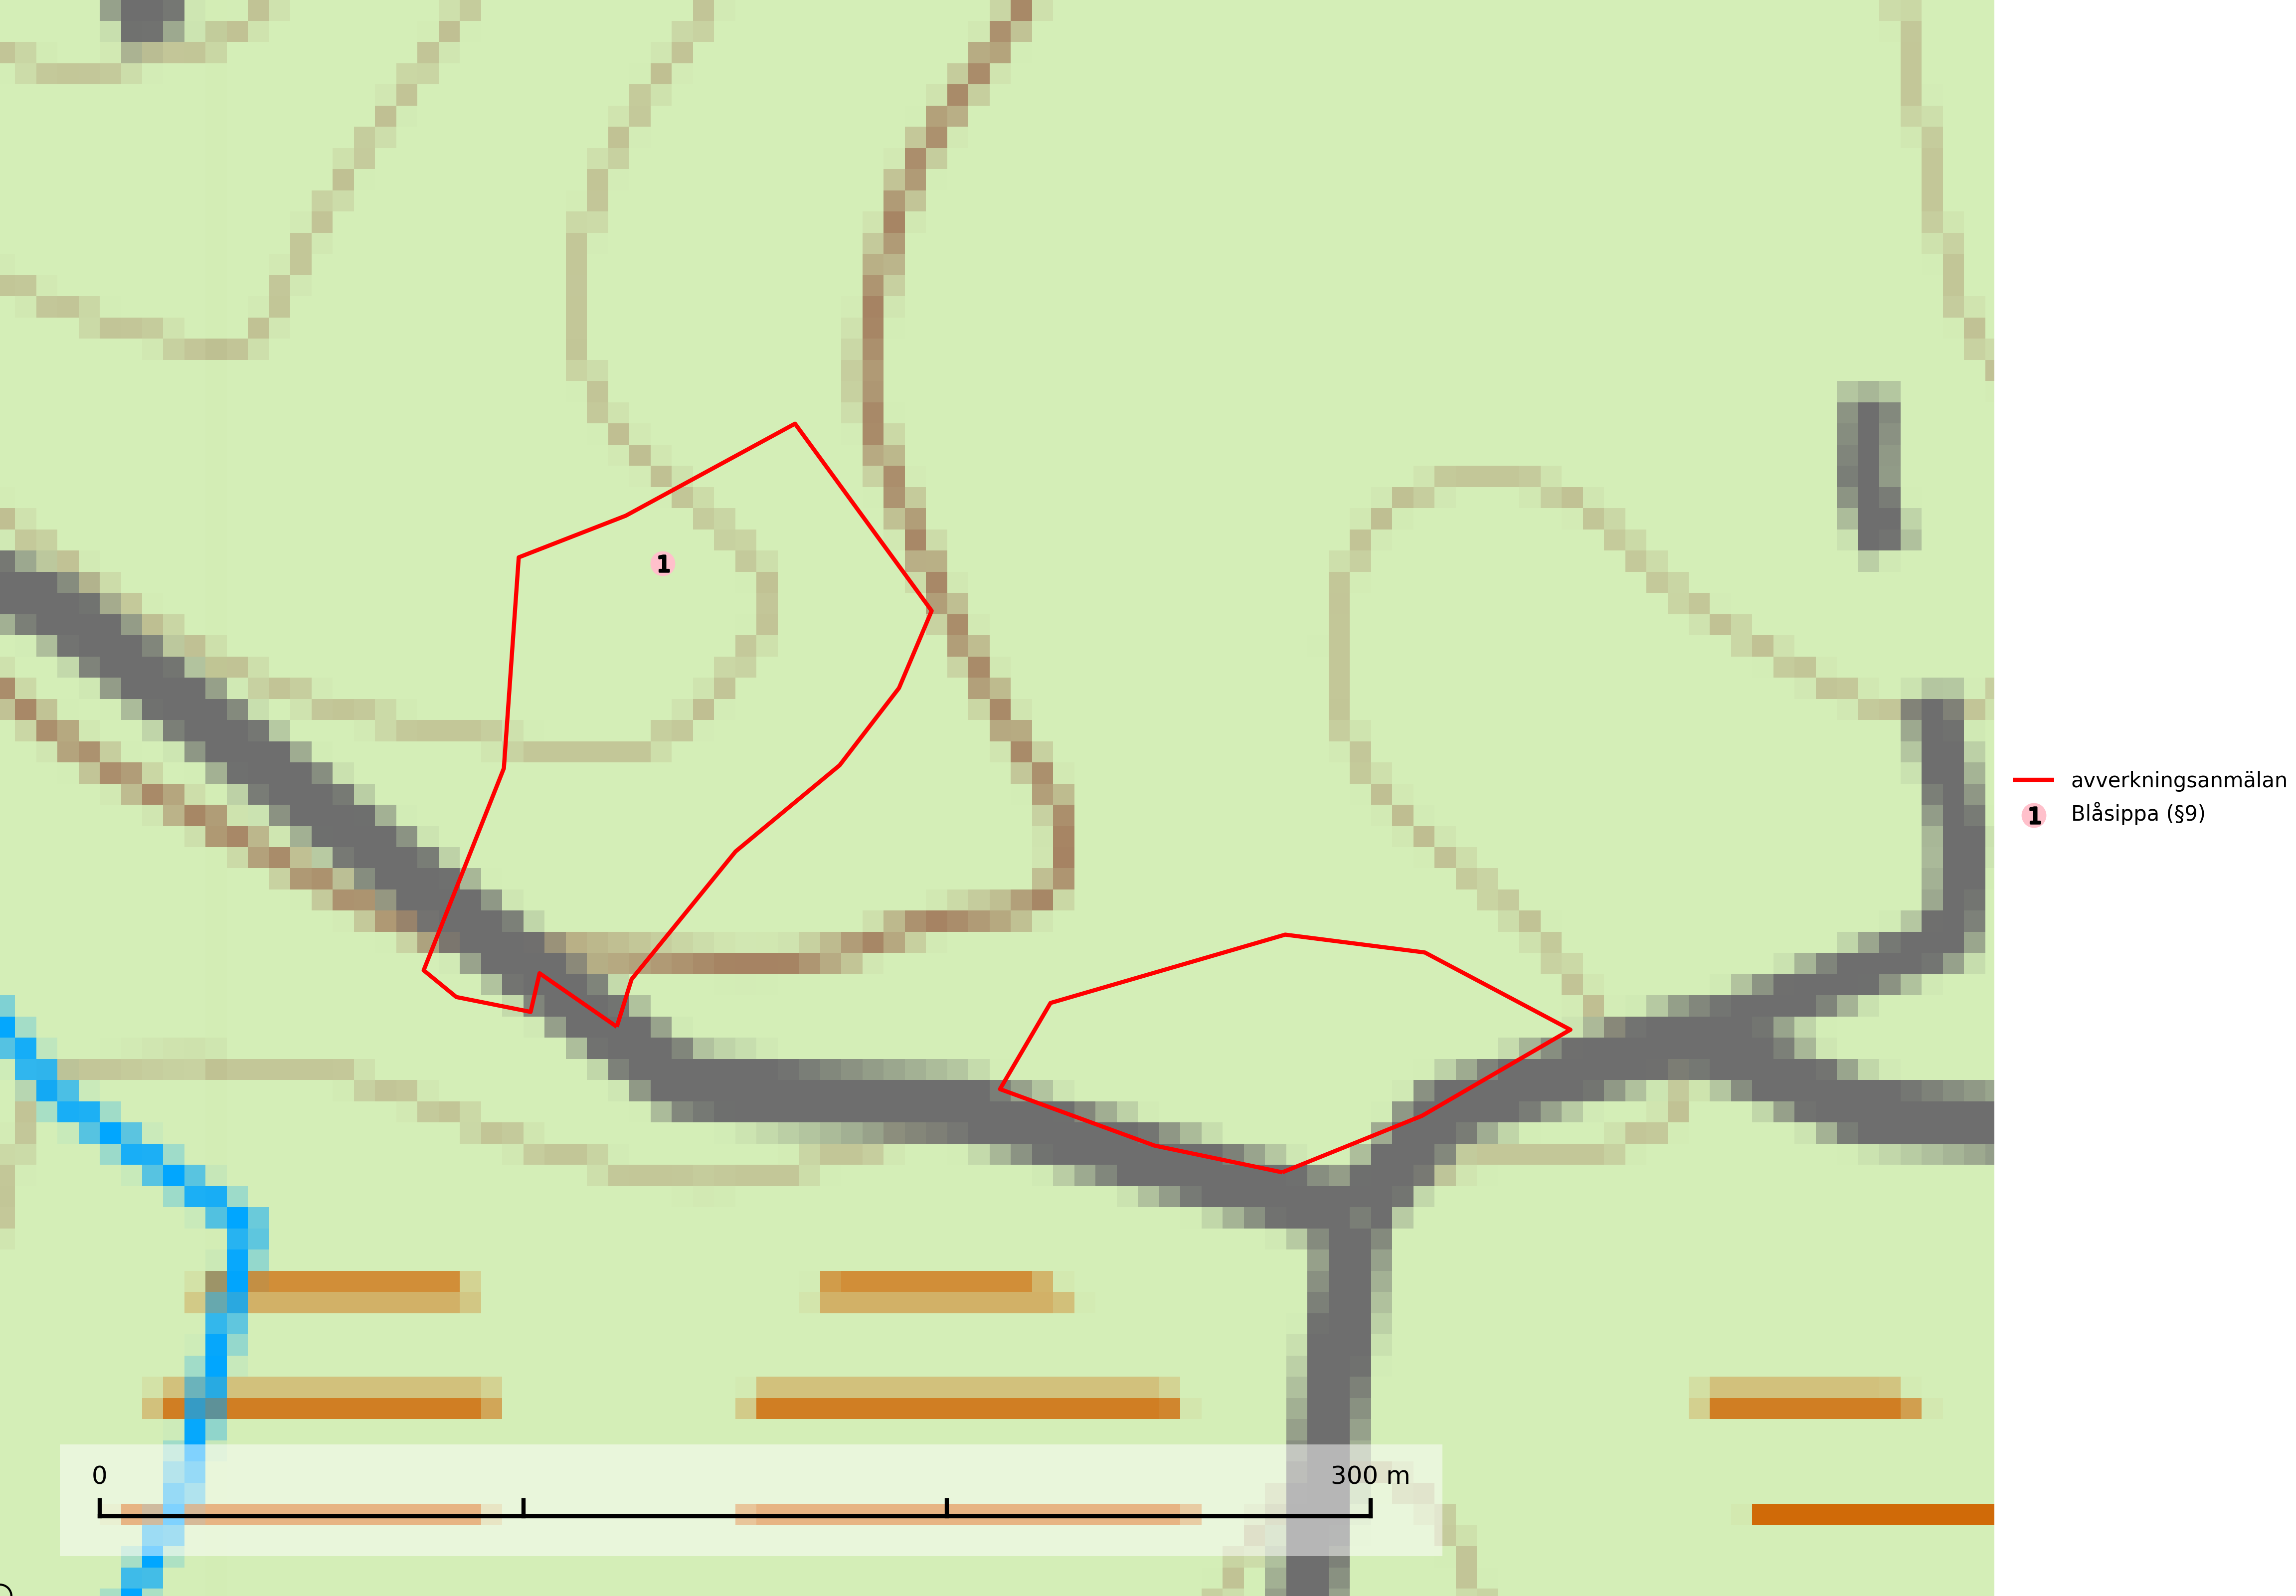 1
avverkningsanmälan
1 Blåsippa (§9)
0 300 m